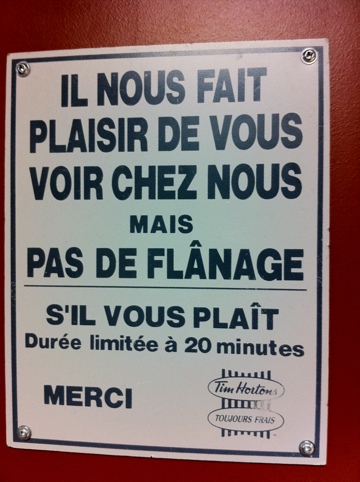 IL NOUS FAIT
PLAISIR DE VOUS
VOIR CHEZ NOUS
MAIS
PAS DE FLÂNAGE
S'IL VOUS PLAÎT
Durée limitée à 20 minutes
MERCI
Tim Hortons
TOUJOURS FRAIS